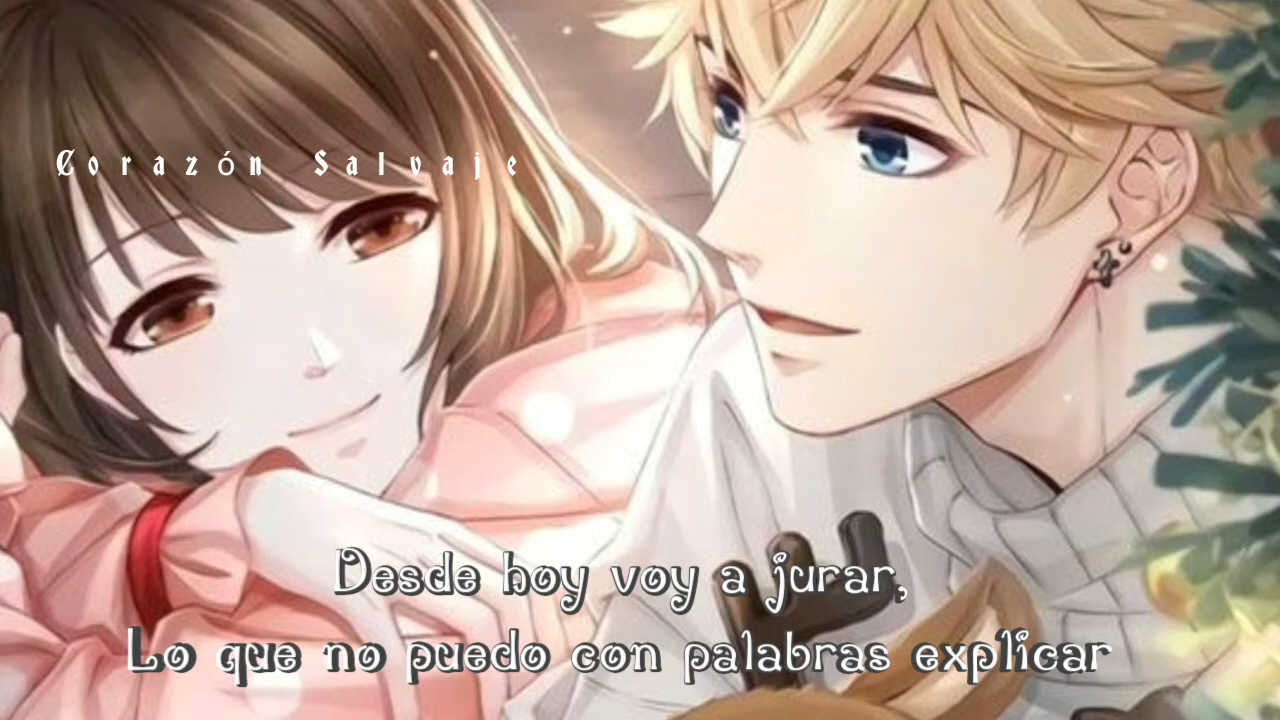 Corazón Salvaje
Desde hoy voy a jurar,
Lo que no puedo con palabras explicar